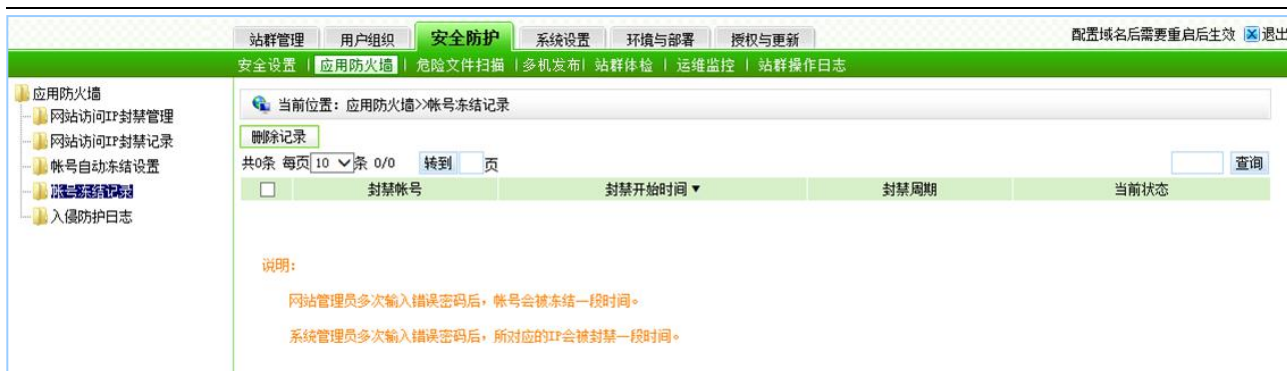 站群管理 用户组织 安全防护 系统设置 环境与部署 授权与更新 配置域名后需要重启后生效 退出
安全设置 | 应用防火墙 | 危险文件扫描 | 多机发布 | 站群体检 | 运维监控 | 站群操作日志
应用防火墙
网站访问IP封禁管理
网站访问IP封禁记录
帐号自动冻结设置
帐号冻结记录
入侵防护日志
当前位置：应用防火墙>>帐号冻结记录
删除记录
共0条 每页 10 条 0/0 转到 页 查询
封禁帐号 封禁开始时间▼ 封禁周期 当前状态
说明：
网站管理员多次输入错误密码后，帐号会被冻结一段时间。
系统管理员多次输入错误密码后，所对应的IP会被封禁一段时间。